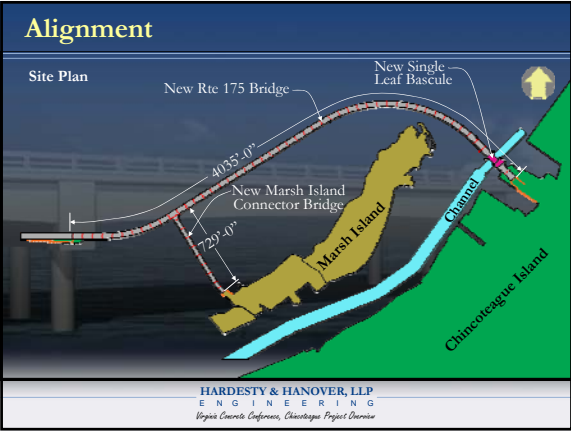 Alignment
Site Plan
New Rte 175 Bridge
New Single
Leaf Bascule
4035'-0"
New Marsh Island
Connector Bridge
729'-0"
Marsh Island
Channel
Chincoteague Island
HARDESTY & HANOVER, LLP
E N G I N E E R I N G
Virginia Concrete Conference, Chincoteague Project Overview